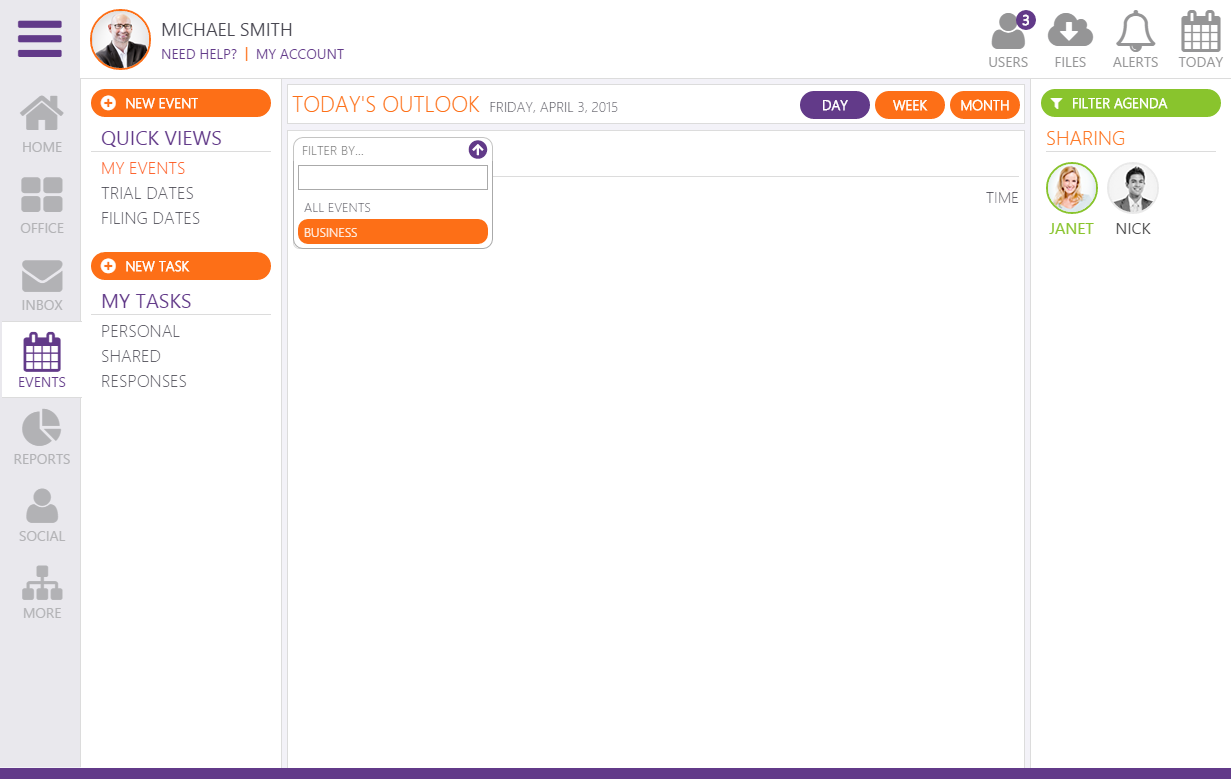 MICHAEL SMITH
NEED HELP? | MY ACCOUNT
3
USERS
FILES
ALERTS
TODAY
HOME
OFFICE
INBOX
EVENTS
REPORTS
SOCIAL
MORE
NEW EVENT
QUICK VIEWS
MY EVENTS
TRIAL DATES
FILING DATES
NEW TASK
MY TASKS
PERSONAL
SHARED
RESPONSES
TODAY'S OUTLOOK FRIDAY, APRIL 3, 2015
DAY
WEEK
MONTH
FILTER BY...
ALL EVENTS
BUSINESS
TIME
FILTER AGENDA
SHARING
JANET
NICK